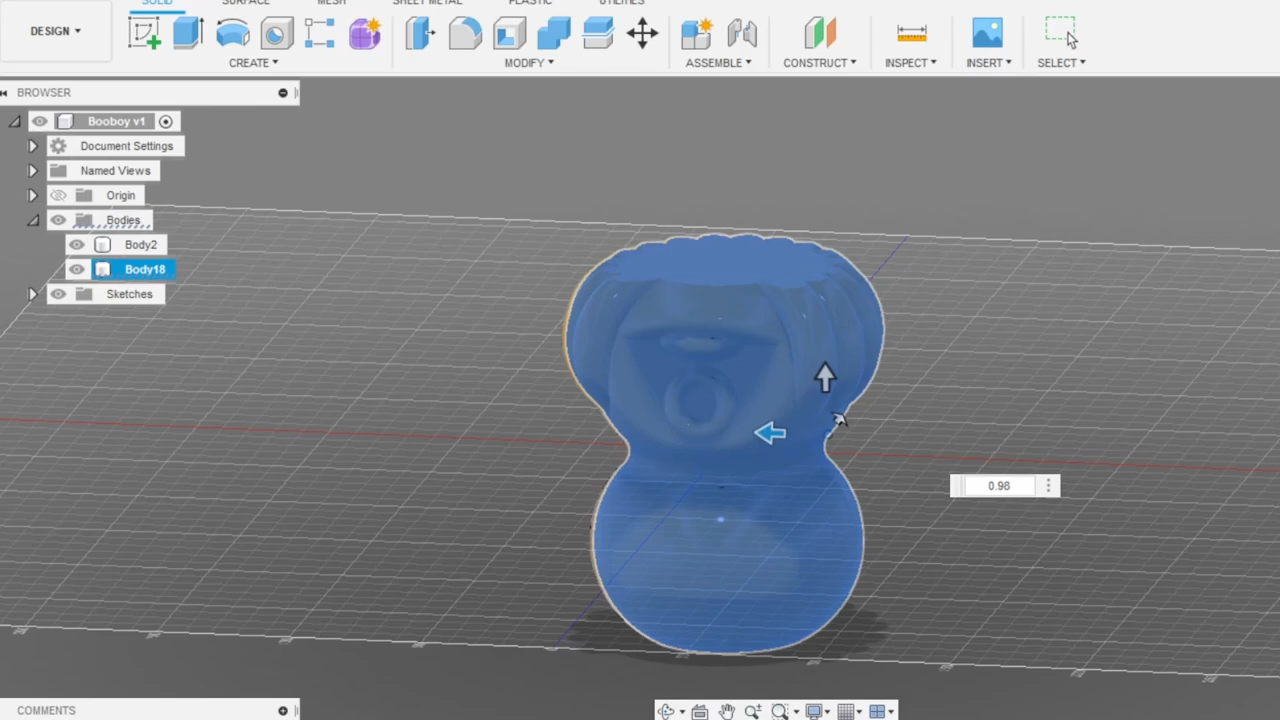 SOLID SURFACE MESH SHEET METAL PLASTIC UTILITIES
DESIGN
CREATE MODIFY ASSEMBLE CONSTRUCT INSPECT INSERT SELECT
BROWSER
Booboy v1
Document Settings
Named Views
Origin
Bodies
Body2
Body18
Sketches
0.98
COMMENTS